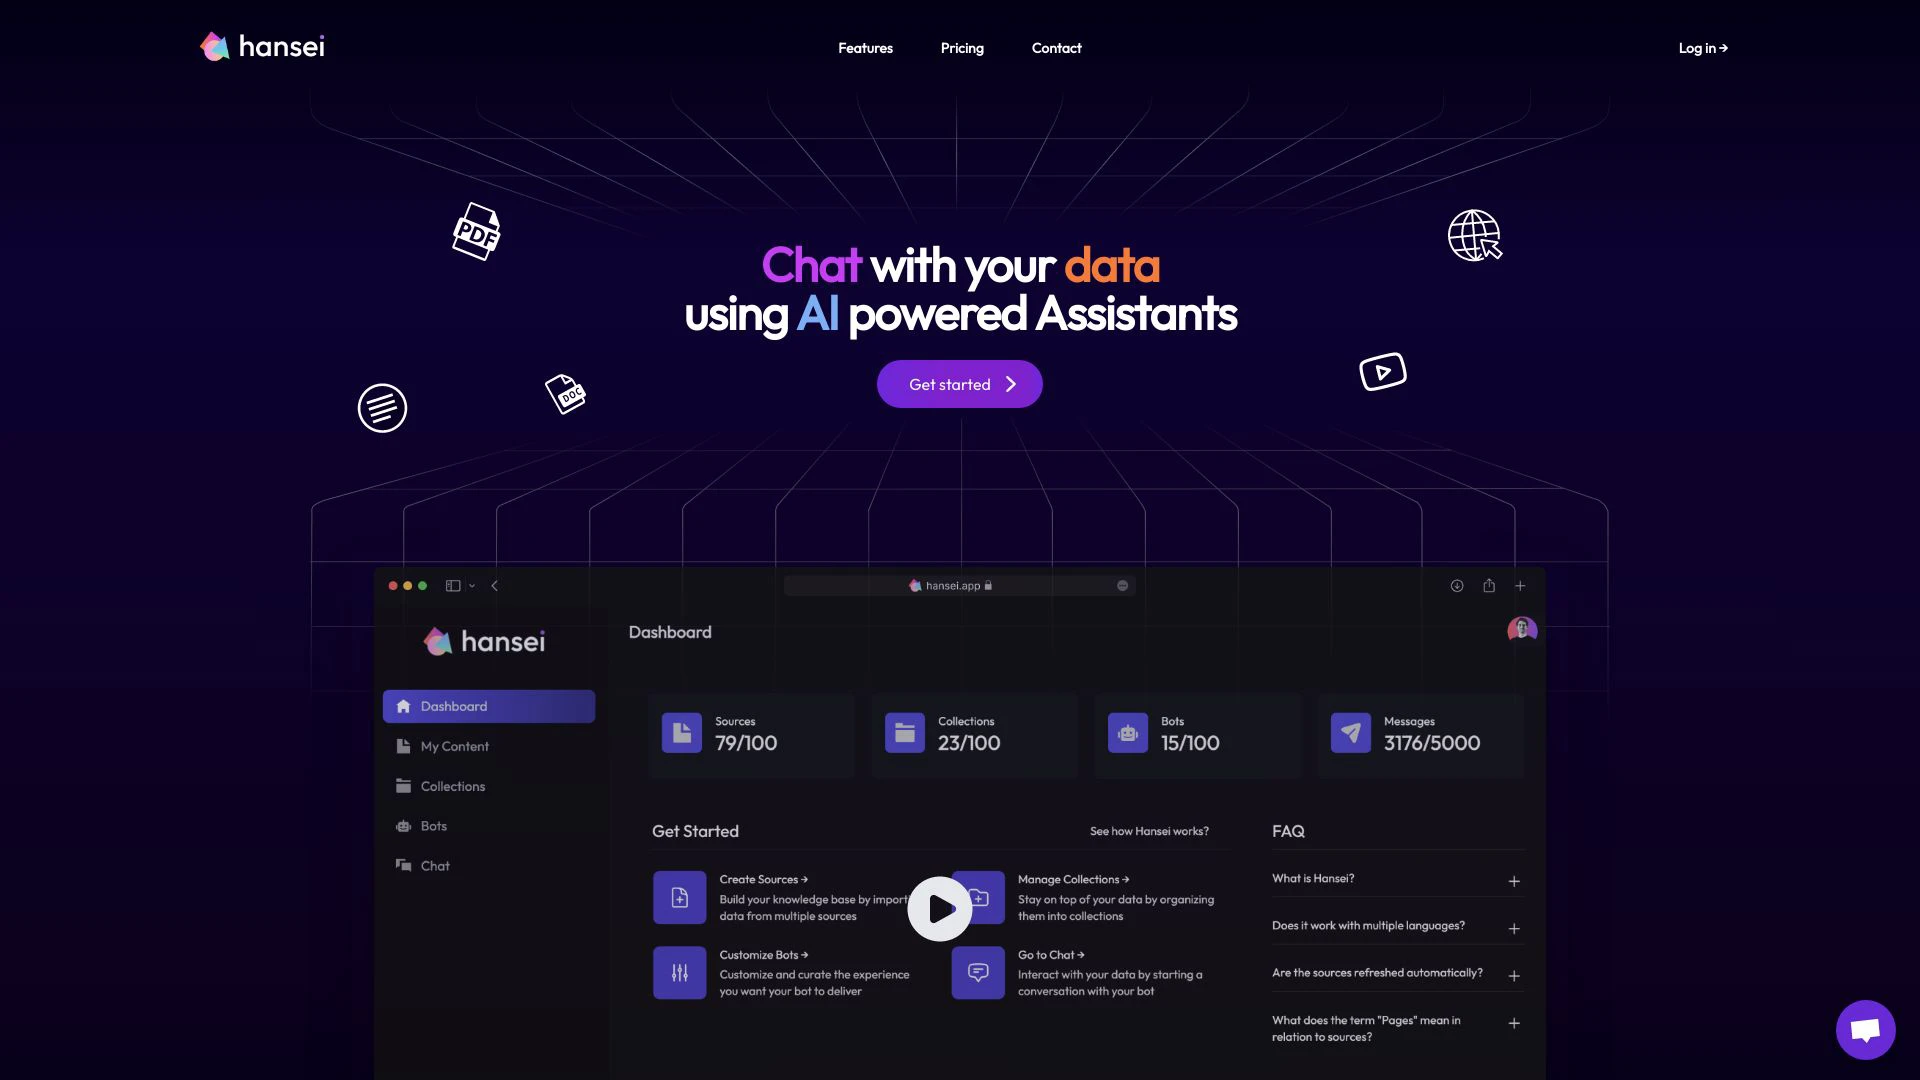 hansei
Features
Pricing
Contact
Log in →
PDF
Chat with your data
using AI powered Assistants
DOC
Get started
hansei.app
hansei
Dashboard
Dashboard
My Content
Collections
Bots
Chat
Sources
79/100
Collections
23/100
Bots
15/100
Messages
3176/5000
Get Started
See how Hansei works?
Create Sources →
Build your knowledge base by import
data from multiple sources
Manage Collections →
Stay on top of your data by organizing
them into collections
Customize Bots →
Customize and curate the experience
you want your bot to deliver
Go to Chat →
Interact with your data by starting a
conversation with your bot
FAQ
What is Hansei?
Does it work with multiple languages?
Are the sources refreshed automatically?
What does the term "Pages" mean in
relation to sources?